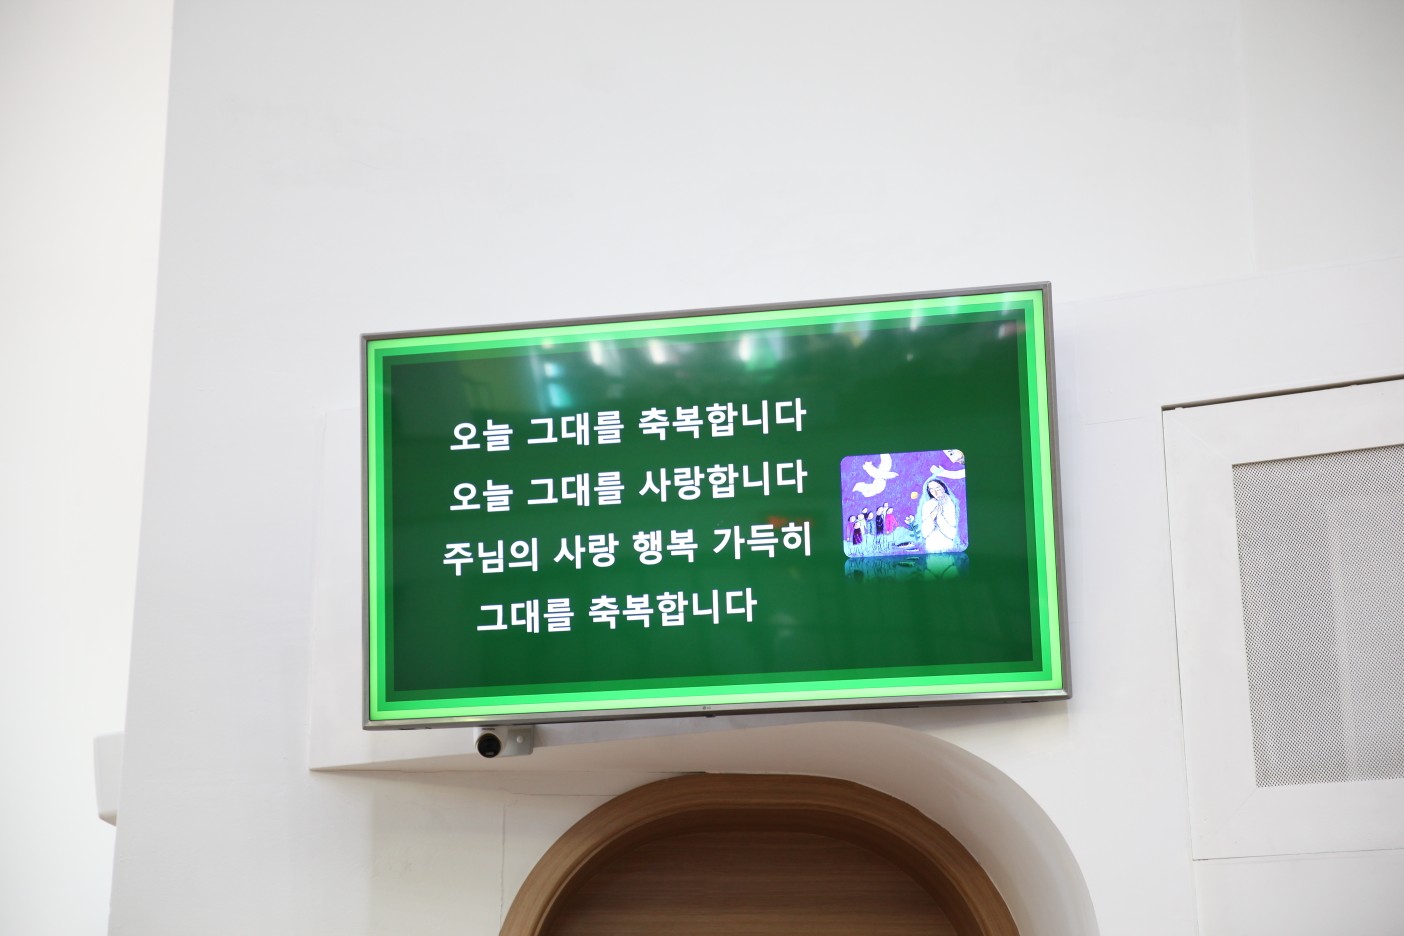 오늘 그대를 축복합니다
오늘 그대를 사랑합니다
주님의 사랑 행복 가득히
그대를 축복합니다